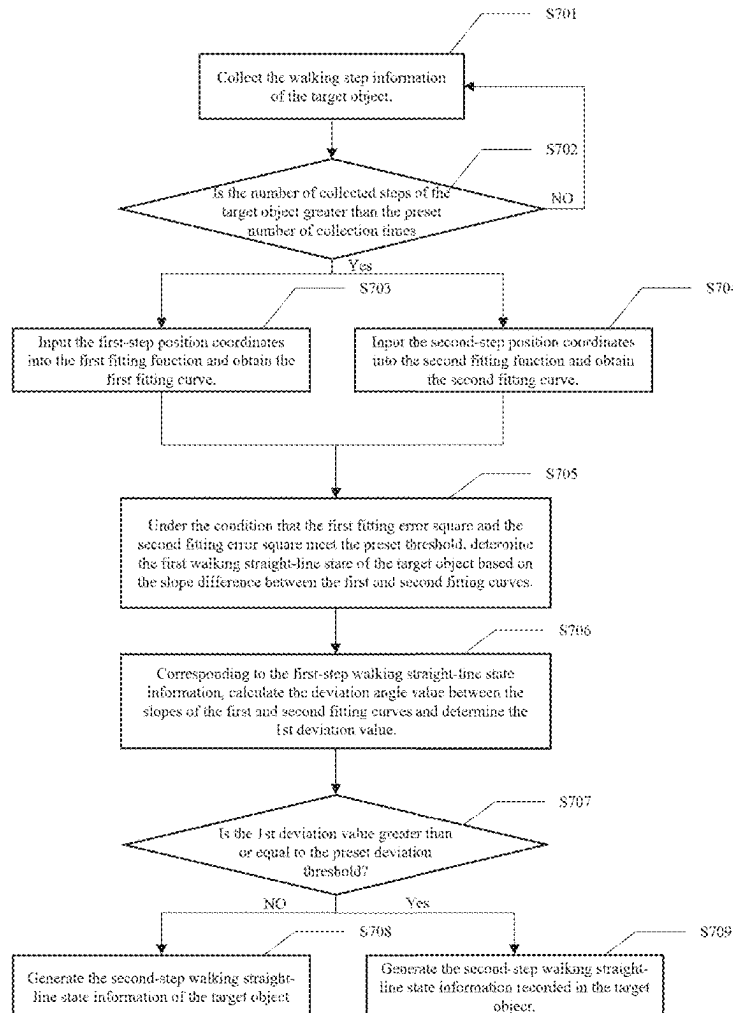 S701
Collect the walking step information
of the target object.
S702
Is the number of collected steps of the
target object greater than the preset
number of collection times
NO
Yes
S703
S70
Input the first-step position coordinates
into the first fitting function and obtain the
first fitting curve.
Input the second-step position coordinates
into the second fitting function and obtain
the second fitting curve.
S705
Under the condition that the first fitting error square and the
second fitting error square meet the preset threshold, determine
the first walking straight-line state of the target object based on
the slope difference between the first and second fitting curves.
S706
Corresponding to the first-step walking straight-line state
information, calculate the deviation angle value between the
slopes of the first and second fitting curves and determine the
1st deviation value.
S707
Is the 1st deviation value greater than
or equal to the preset deviation
threshold?
NO
Yes
S708
S709
Generate the second-step walking straight-
line state information of the target object
Generate the second-step walking straight-
line state information recorded in the target
object.